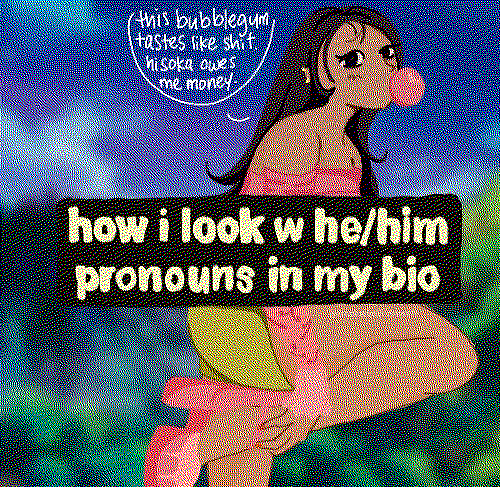 this bubblegum
tastes like shit
hisoka owes
me money
how i look w he/him
pronouns in my bio